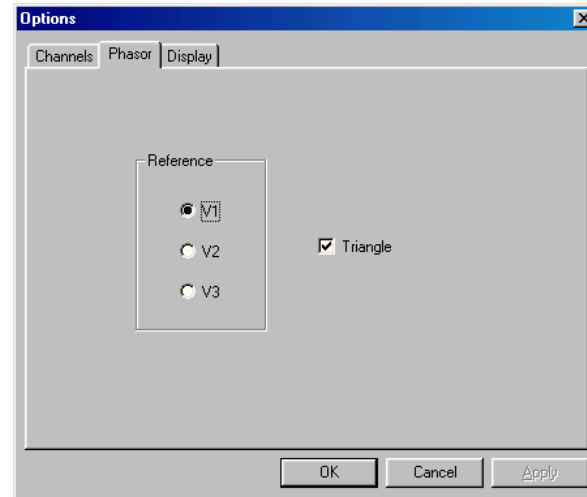 Options
Channels Phasor Display
Reference
V1
V2
Triangle
V3
OK Cancel Apply